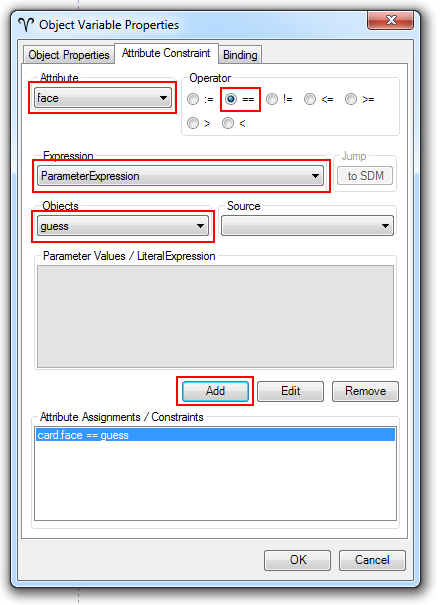 Object Variable Properties
Object Properties Attribute Constraint Binding
Attribute Operator
face := == != <= >=
> <
Expression Jump
ParameterExpression to SDM
Objects Source
guess
Parameter Values / LiteralExpression
Add Edit Remove
Attribute Assignments / Constraints
card.face == guess
OK Cancel